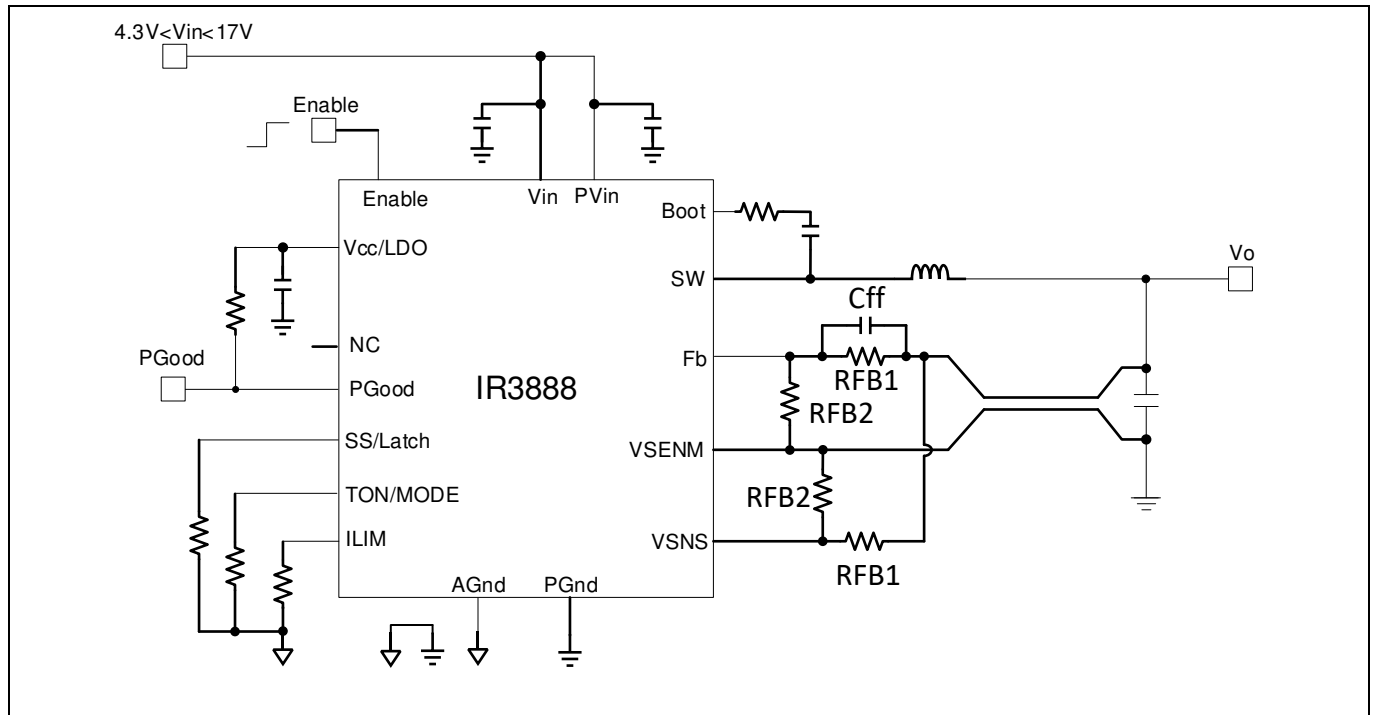 4.3V<Vin<17V
Enable
Enable
Vin
PVin
Boot
Vcc/LDO
SW
Vo
Cff
NC
Fb
PGood
RFB1
PGood
IR3888
RFB2
SS/Latch
VSENM
TON/MODE
RFB2
ILIM
VSNS
RFB1
AGnd
PGnd